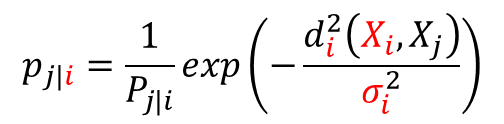 p_{j|i} = \frac{1}{P_{j|i}} exp\left(-\frac{d_i^2(X_i, X_j)}{\sigma_i^2}\right)